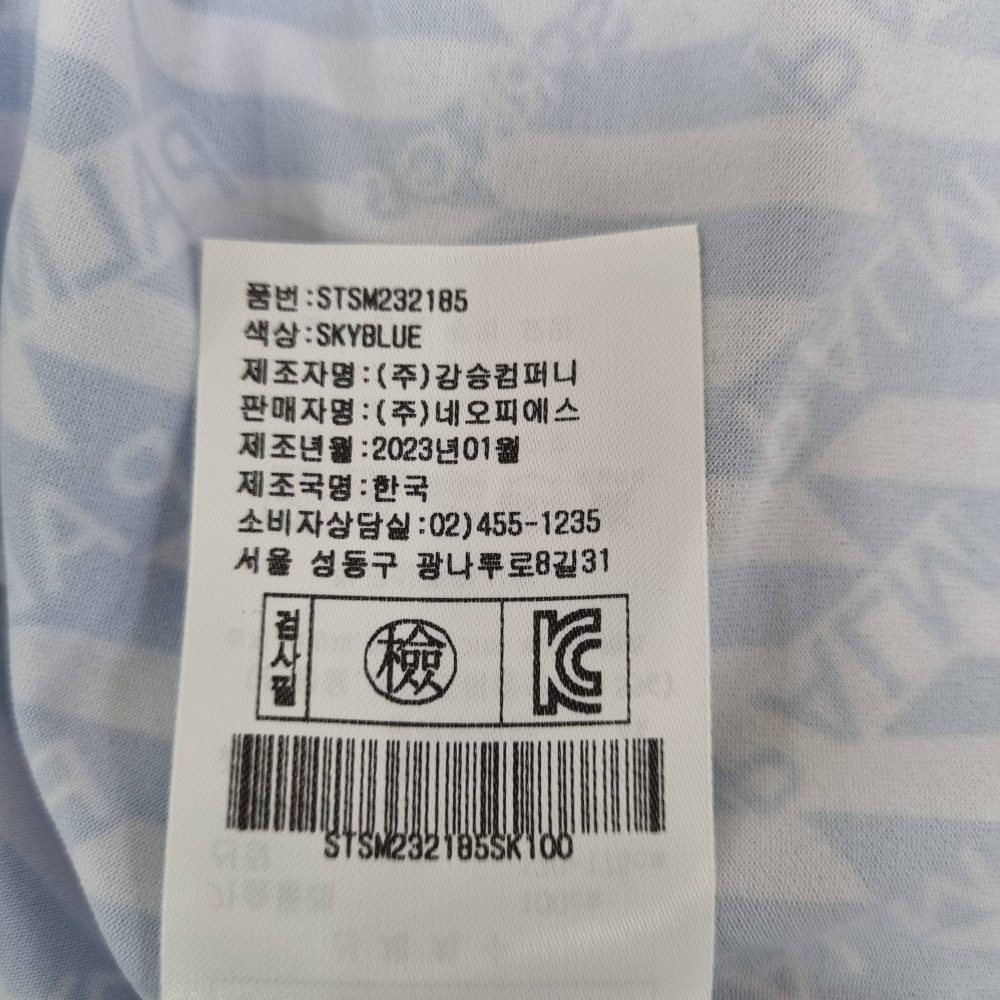 품번:STSM232185
색상:SKYBLUE
제조자명:(주)강승컴퍼니
판매자명:(주)네오피에스
제조년월:2023년01월
제조국명:한국
소비자상담실:02)455-1235
서울 성동구 광나루로8길31
검사필
檢
KC
STSM232185SK100